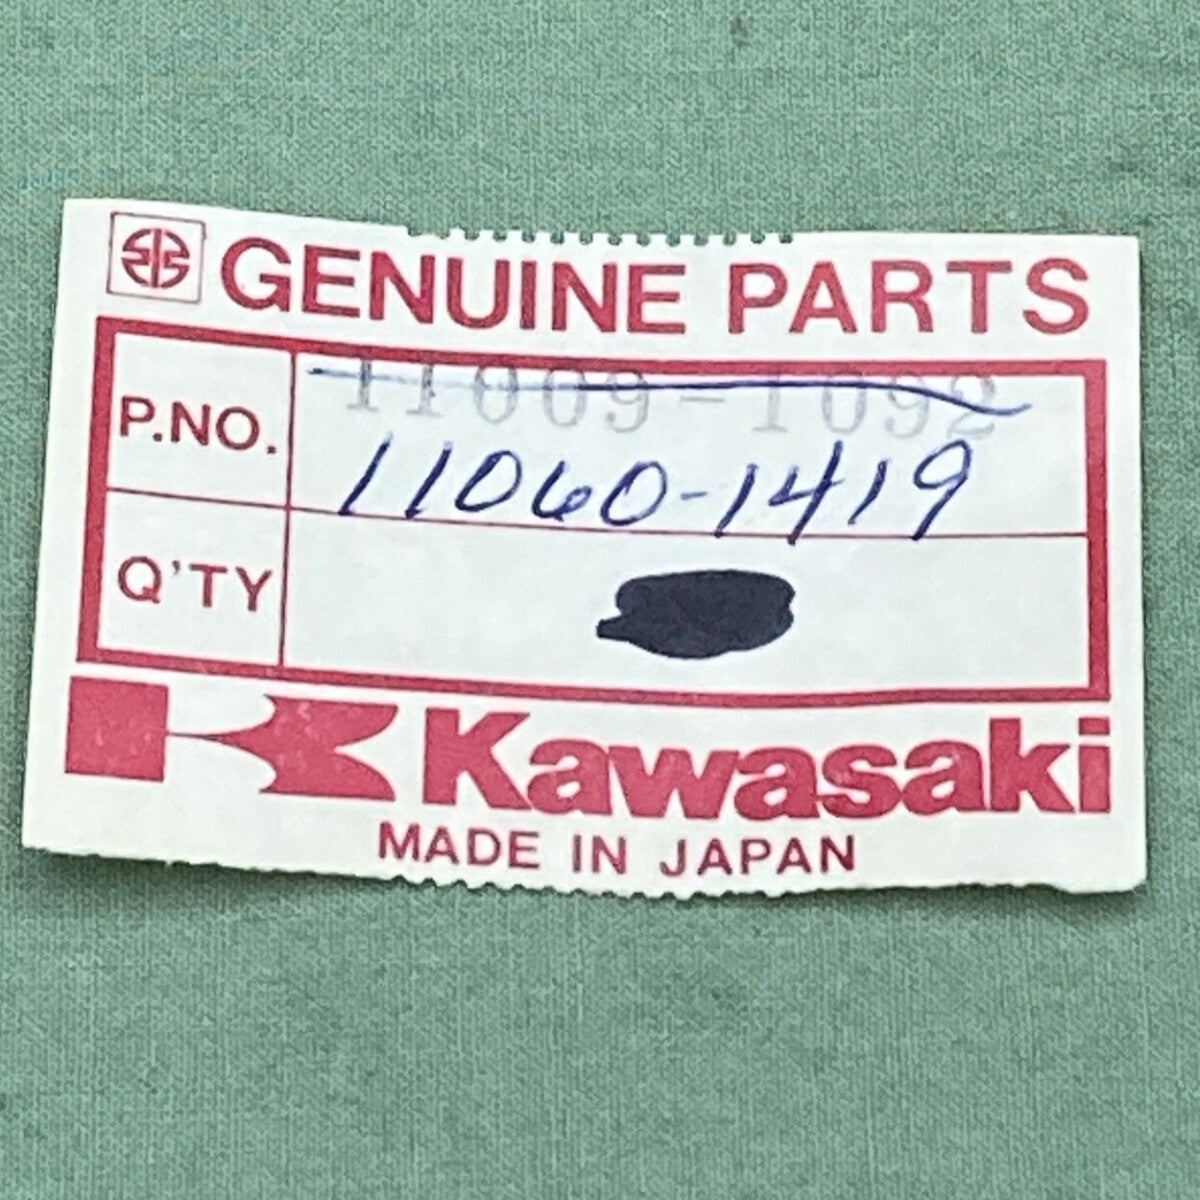 GENUINE PARTS
P.NO. 11009-1092
11060-1419
Q'TY
Kawasaki
MADE IN JAPAN